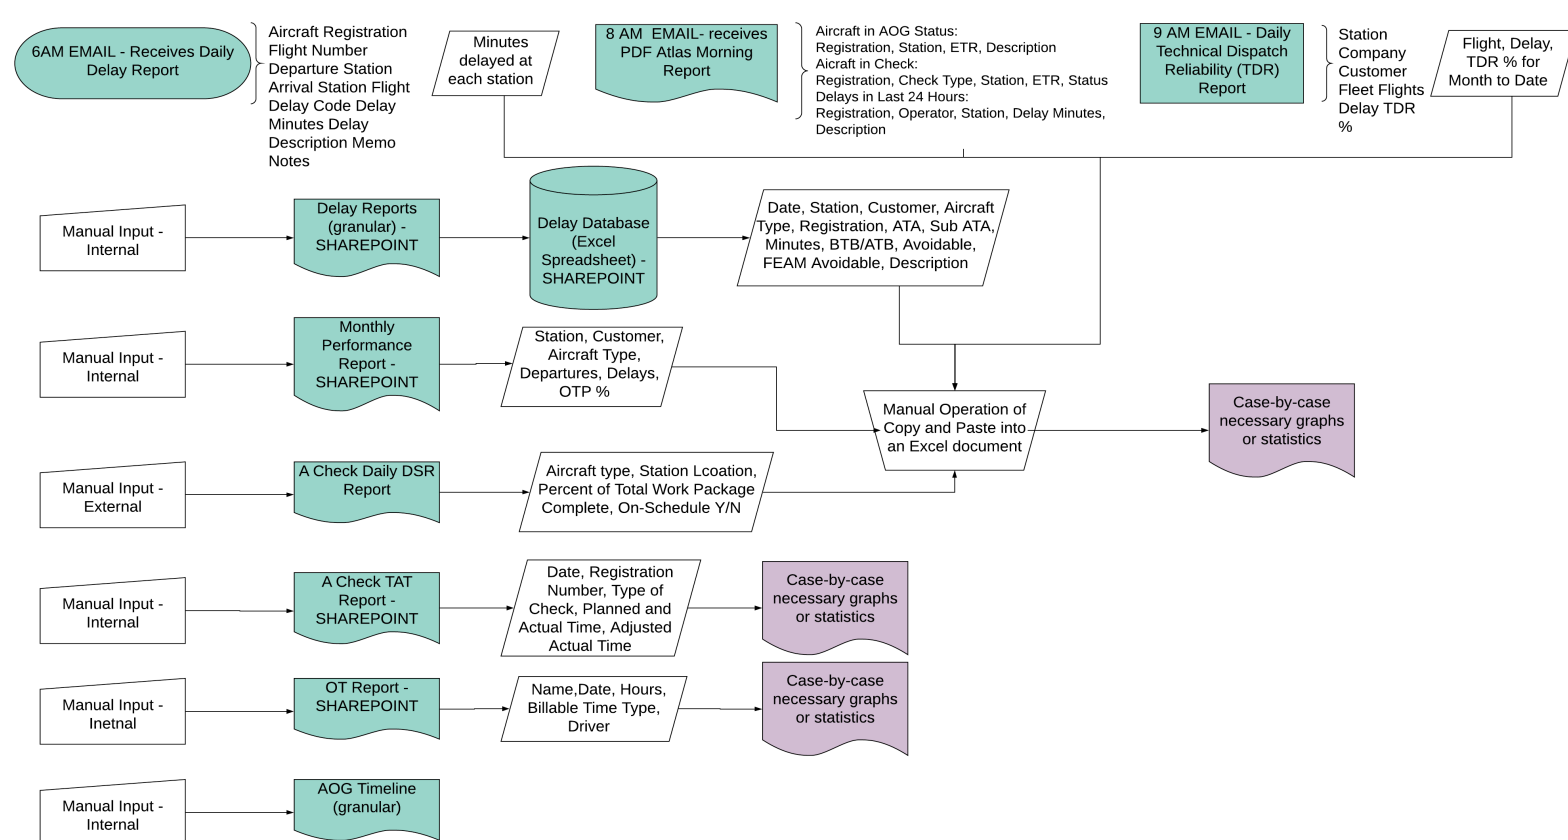 6AM EMAIL - Receives Daily
Delay Report
Aircraft Registration
Flight Number
Departure Station
Arrival Station Flight
Delay Code Delay
Minutes Delay
Description Memo
Notes
Minutes
delayed at
each station
8 AM  EMAIL- receives
PDF Atlas Morning
Report
Aircraft in AOG Status:
Registration, Station, ETR, Description
Aicraft in Check:
Registration, Check Type, Station, ETR, Status
Delays in Last 24 Hours:
Registration, Operator, Station, Delay Minutes,
Description
9 AM EMAIL - Daily
Technical Dispatch
Reliability (TDR)
Report
Station
Company
Customer
Fleet Flights
Delay TDR
%
Flight, Delay,
TDR % for
Month to Date
Manual Input -
Internal
Delay Reports
(granular) -
SHAREPOINT
Delay Database
(Excel
Spreadsheet) -
SHAREPOINT
Date, Station, Customer, Aircraft
Type, Registration, ATA, Sub ATA,
Minutes, BTB/ATB, Avoidable,
FEAM Avoidable, Description
Manual Input -
Internal
Monthly
Performance
Report -
SHAREPOINT
Station, Customer,
Aircraft Type,
Departures, Delays,
OTP %
Manual Operation of
Copy and Paste into
an Excel document
Case-by-case
necessary graphs
or statistics
Manual Input -
External
A Check Daily DSR
Report
Aircraft type, Station Lcoation,
Percent of Total Work Package
Complete, On-Schedule Y/N
Manual Input -
Internal
A Check TAT
Report -
SHAREPOINT
Date, Registration
Number, Type of
Check, Planned and
Actual Time, Adjusted
Actual Time
Case-by-case
necessary graphs
or statistics
Manual Input -
Inetnal
OT Report -
SHAREPOINT
Name,Date, Hours,
Billable Time Type,
Driver
Case-by-case
necessary graphs
or statistics
Manual Input -
Internal
AOG Timeline
(granular)